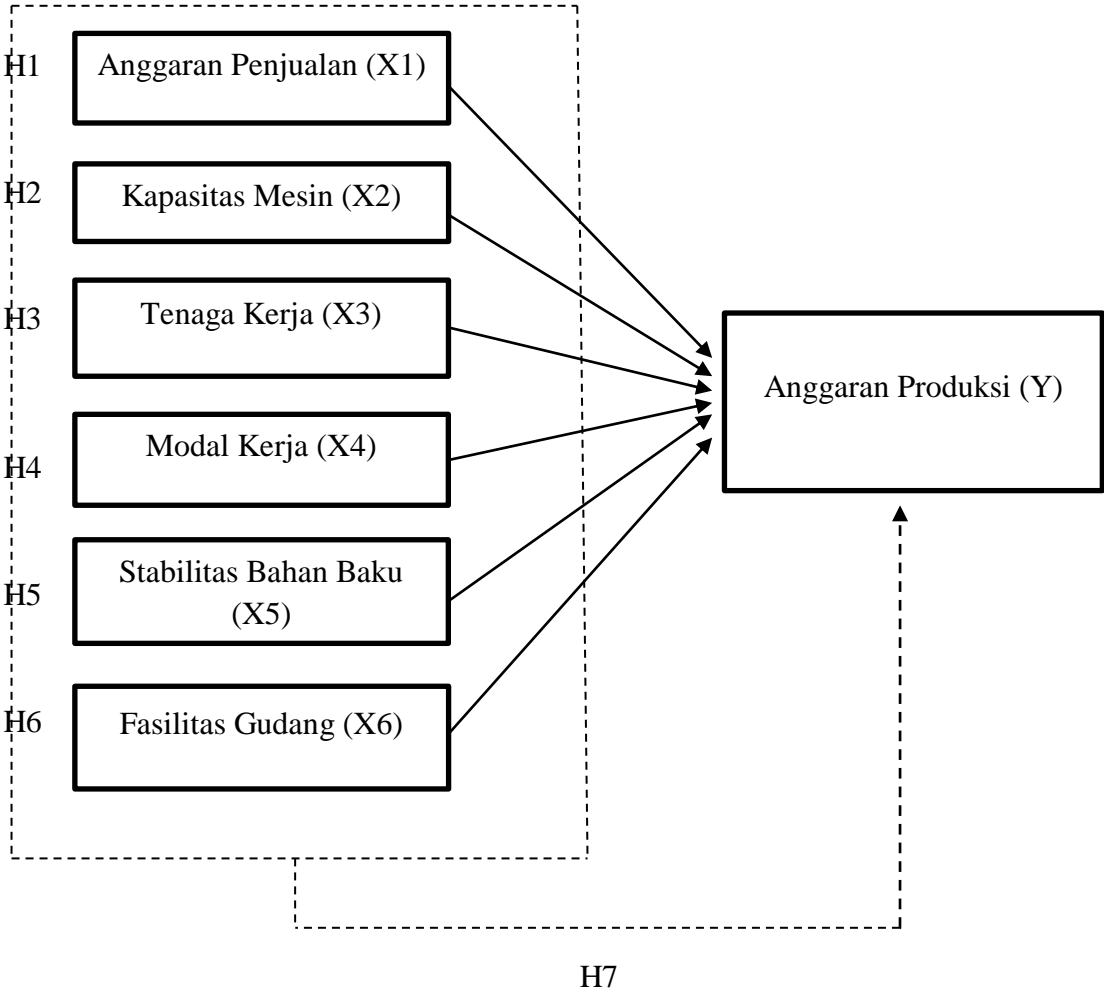 H1
Anggaran Penjualan (X1)
H2
Kapasitas Mesin (X2)
H3
Tenaga Kerja (X3)
Anggaran Produksi (Y)
H4
Modal Kerja (X4)
H5
Stabilitas Bahan Baku
(X5)
H6
Fasilitas Gudang (X6)
H7